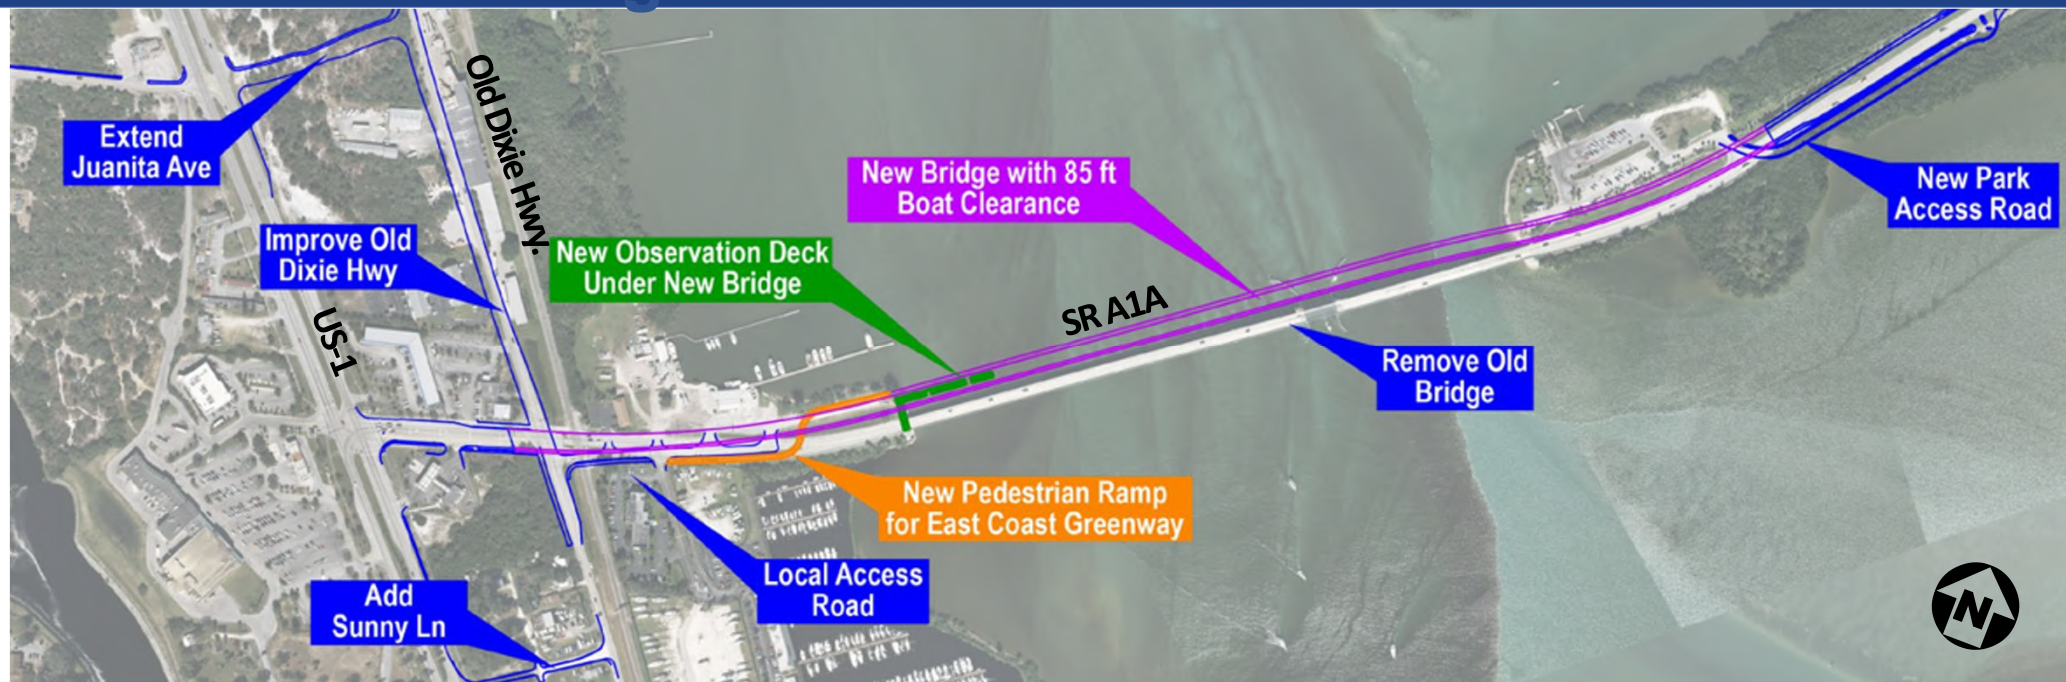 Old Dixie Hwy.
Extend
Juanita Ave
New Bridge with 85 ft
Boat Clearance
New Park
Access Road
Improve Old
Dixie Hwy
New Observation Deck
Under New Bridge
SR A1A
US-1
Remove Old
Bridge
New Pedestrian Ramp
for East Coast Greenway
Local Access
Road
Add
Sunny Ln
N